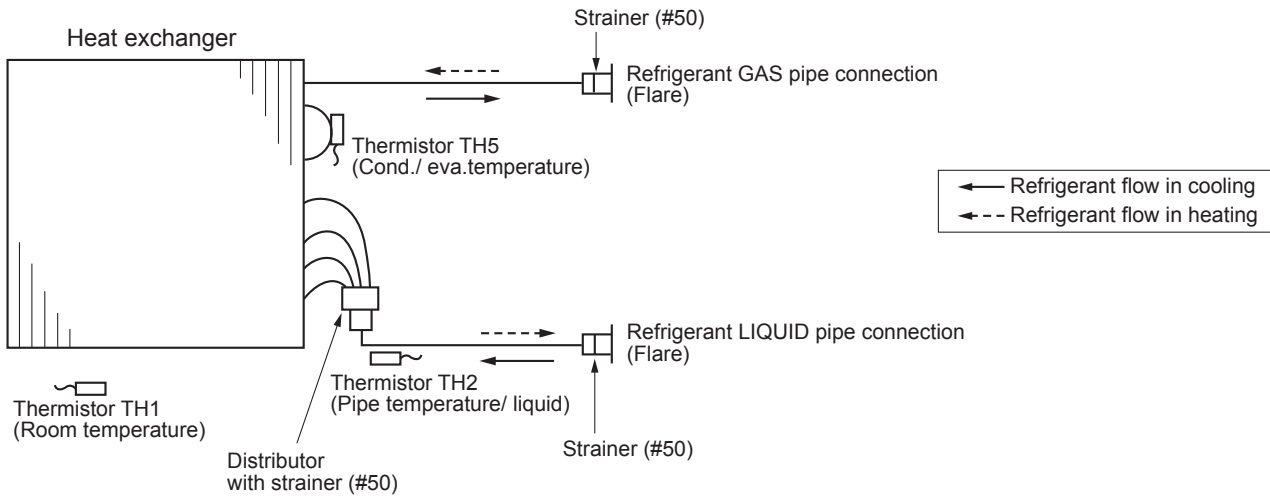 Strainer (#50)
Heat exchanger
Refrigerant GAS pipe connection
(Flare)
Thermistor TH5
(Cond./ eva.temperature)
Refrigerant flow in cooling
Refrigerant flow in heating
Refrigerant LIQUID pipe connection
(Flare)
Thermistor TH2
(Pipe temperature/ liquid)
Thermistor TH1
(Room temperature)
Strainer (#50)
Distributor
with strainer (#50)